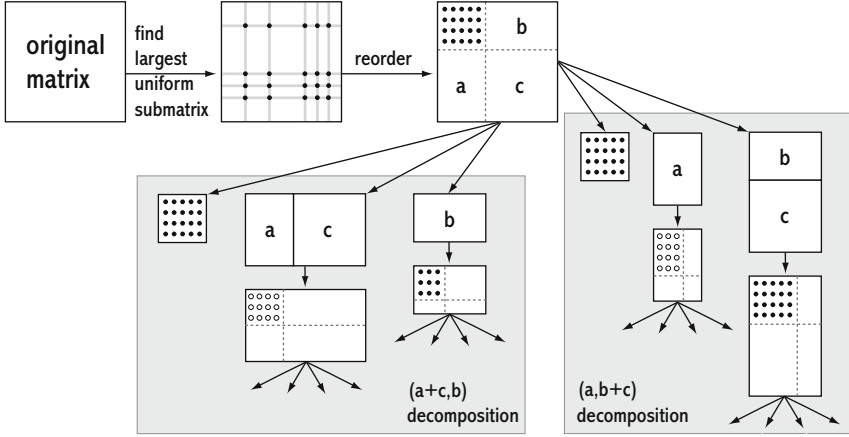 original
matrix
find
largest
uniform
submatrix
reorder
b
a
c
a
c
b
(a+c,b)
decomposition
a
b
c
(a,b+c)
decomposition